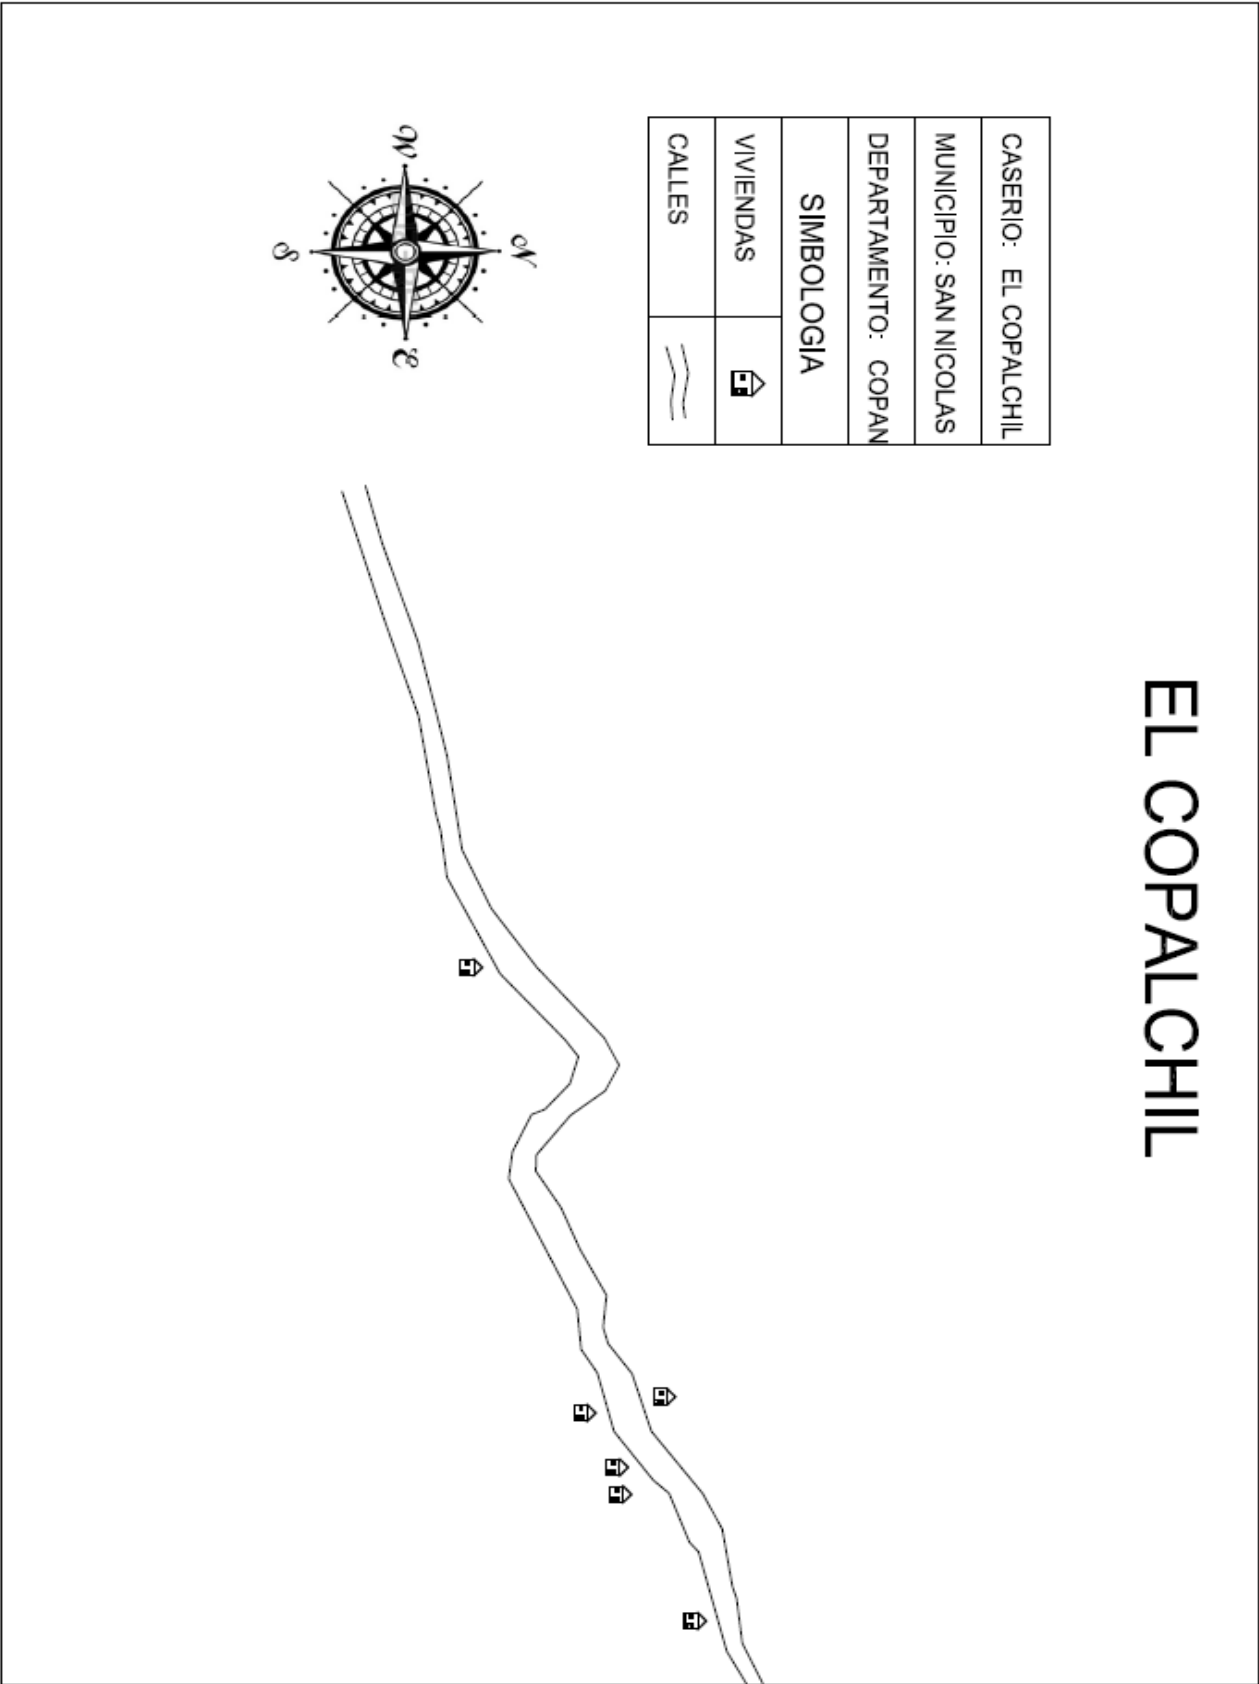 EL COPALCHIL
CASERIO: EL COPALCHIL
MUNICIPIO: SAN NICOLAS
DEPARTAMENTO: COPAN
SIMBOLOGIA
VIVIENDAS
CALLES
N
W
E
S